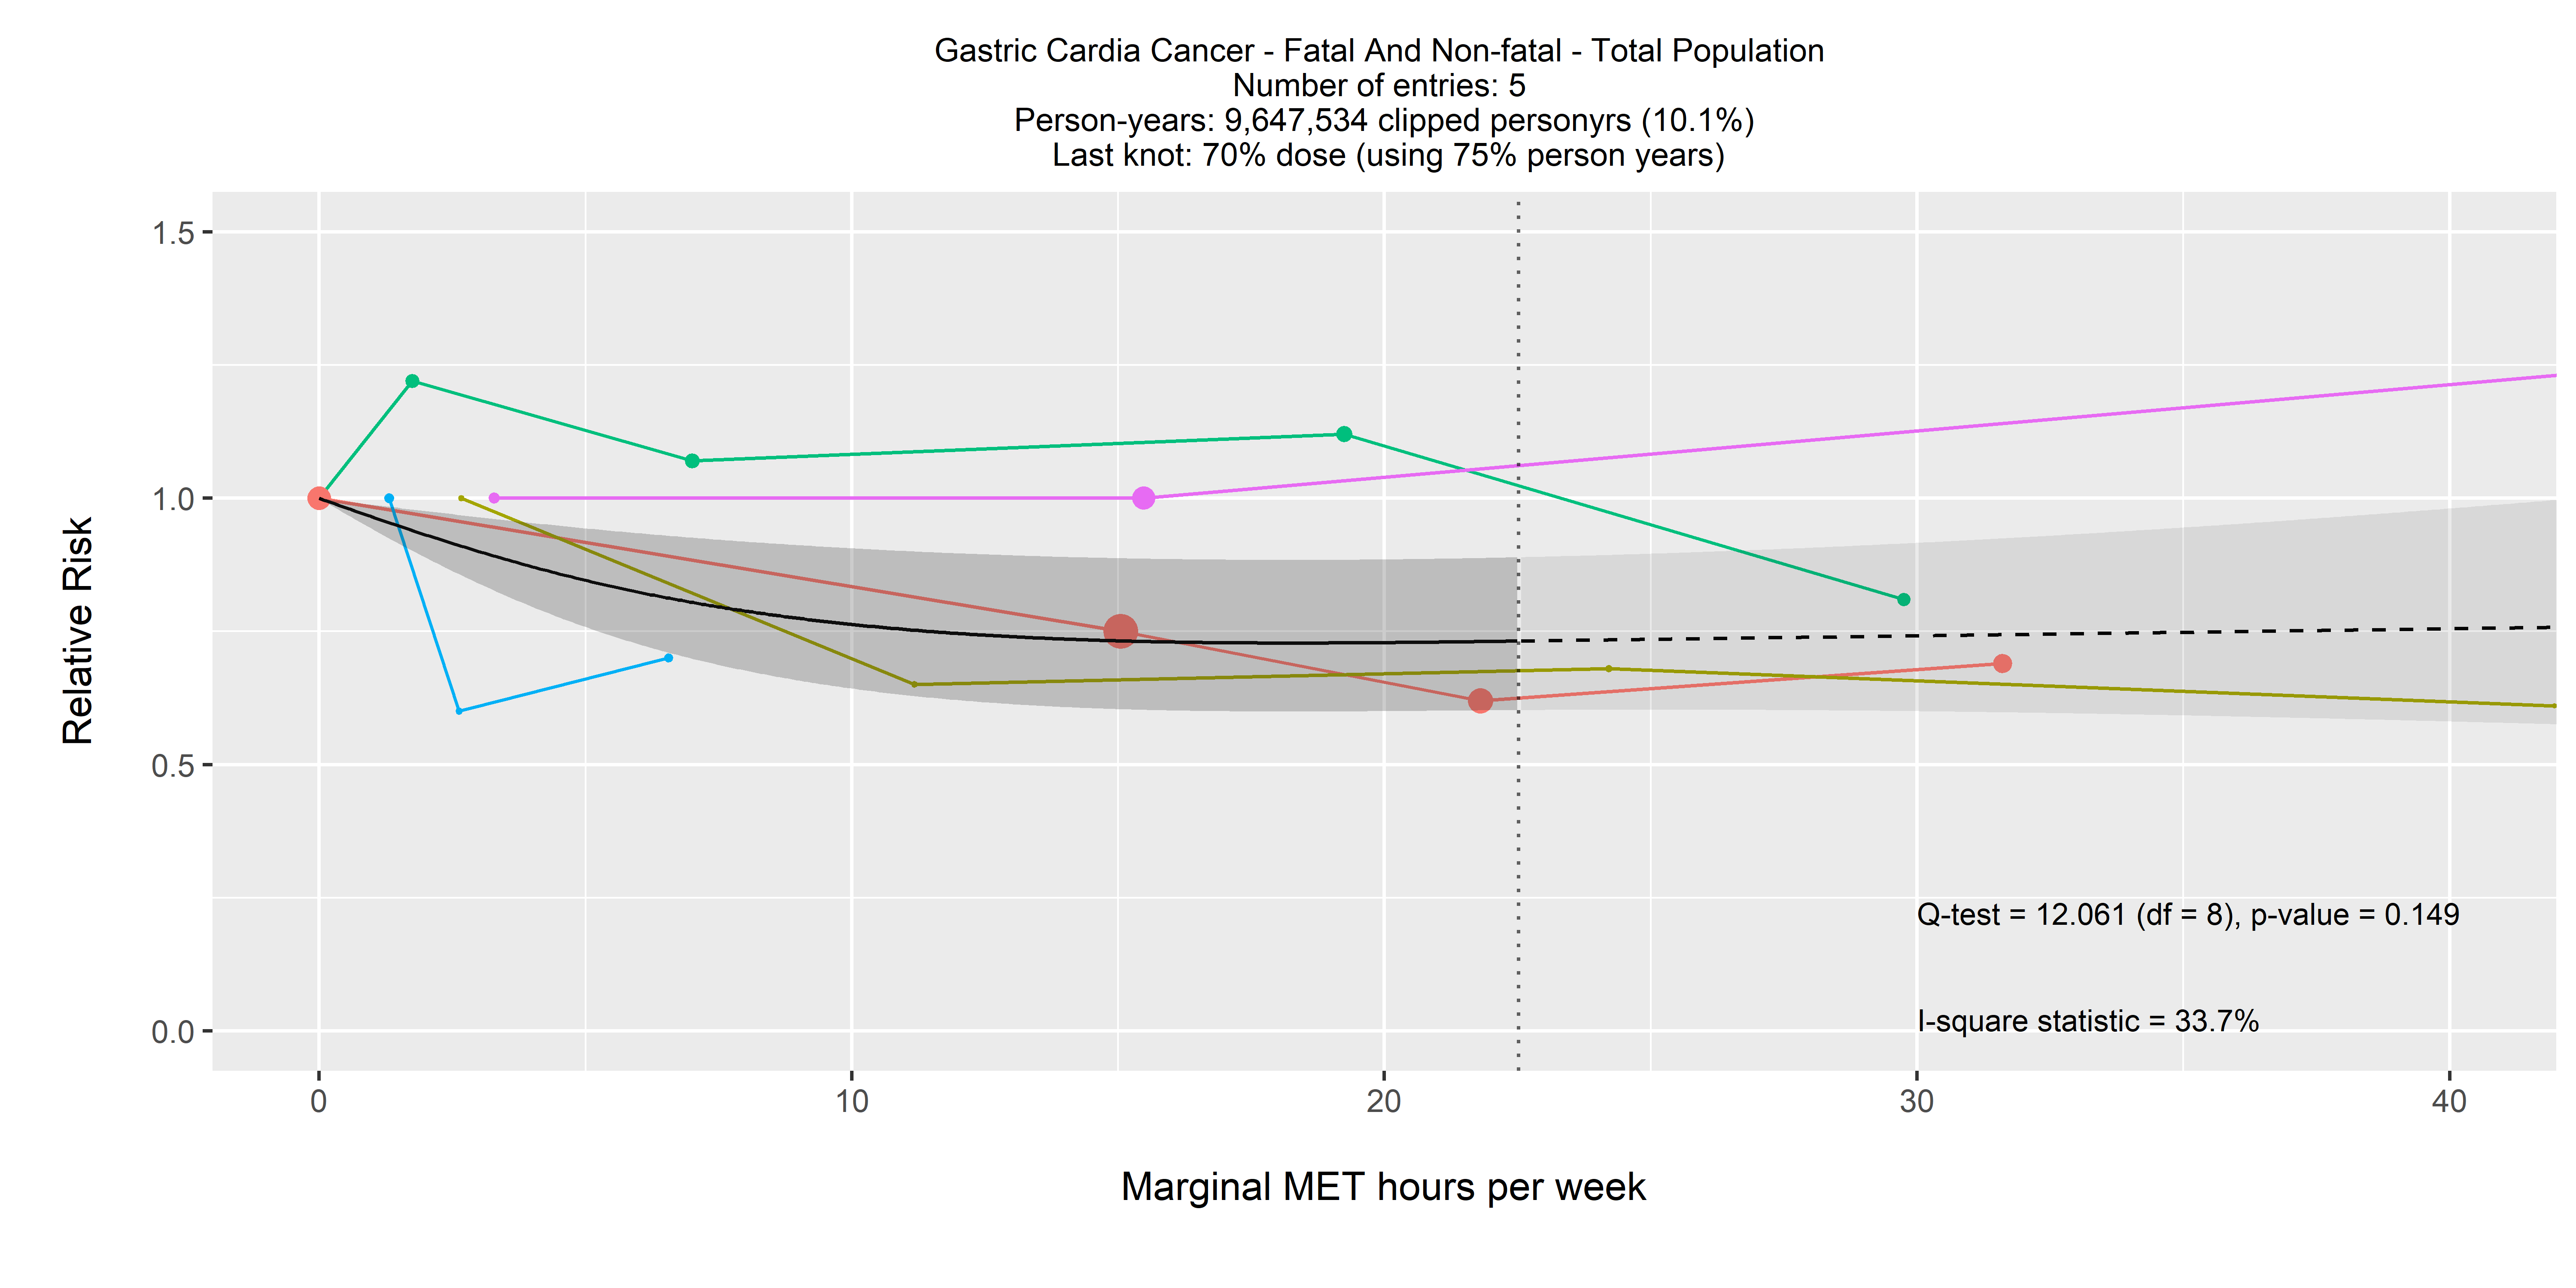 Gastric Cardia Cancer - Fatal And Non-fatal - Total Population
Number of entries: 5
Person-years: 9,647,534 clipped personyrs (10.1%)
Last knot: 70% dose (using 75% person years)
1.5
1.0
0.5
0.0
Relative Risk
Q-test = 12.061 (df = 8), p-value = 0.149
I-square statistic = 33.7%
0 10 20 30 40
Marginal MET hours per week